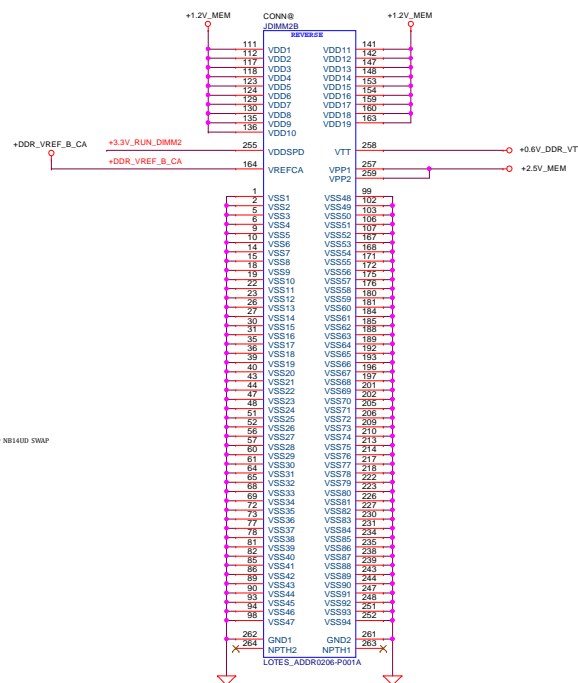 +1.2V_MEM CONN@ +1.2V_MEM
JDIMM2B
REVERSE
111 VDD1 VDD11 141
112 VDD2 VDD12 142
117 VDD3 VDD13 147
118 VDD4 VDD14 148
123 VDD5 VDD15 153
124 VDD6 VDD16 154
129 VDD7 VDD17 159
130 VDD8 VDD18 160
135 VDD9 VDD19 163
136 VDD10
+3.3V_RUN_DIMM2 255 VDDSPD VTT 258 +0.6V_DDR_VT
+DDR_VREF_B_CA
+DDR_VREF_B_CA 164 VREFCA VPP1 257 +2.5V_MEM
VPP2 259
1 VSS1 VSS48 99
2 VSS2 VSS49 102
5 VSS3 VSS50 103
6 VSS4 VSS51 106
9 VSS5 VSS52 107
10 VSS6 VSS53 167
14 VSS7 VSS54 168
15 VSS8 VSS55 171
18 VSS9 VSS56 172
19 VSS10 VSS57 175
22 VSS11 VSS58 176
23 VSS12 VSS59 180
26 VSS13 VSS60 181
27 VSS14 VSS61 184
30 VSS15 VSS62 185
31 VSS16 VSS63 188
35 VSS17 VSS64 189
36 VSS18 VSS65 192
39 VSS19 VSS66 193
40 VSS20 VSS67 196
43 VSS21 VSS68 197
44 VSS22 VSS69 201
47 VSS23 VSS70 202
48 VSS24 VSS71 205
51 VSS25 VSS72 206
52 VSS26 VSS73 209
56 VSS27 VSS74 210
57 VSS28 VSS75 213
60 VSS29 VSS76 214
61 VSS30 VSS77 217
64 VSS31 VSS78 218
65 VSS32 VSS79 222
68 VSS33 VSS80 223
69 VSS34 VSS81 226
72 VSS35 VSS82 227
73 VSS36 VSS83 230
77 VSS37 VSS84 231
78 VSS38 VSS85 234
81 VSS39 VSS86 235
82 VSS40 VSS87 238
85 VSS41 VSS88 239
86 VSS42 VSS89 243
89 VSS43 VSS90 244
90 VSS44 VSS91 247
93 VSS45 VSS92 248
94 VSS46 VSS93 251
98 VSS47 VSS94 252
262 GND1 GND2 261
264 NPTH2 NPTH1 263
LOTES_ADDR0206-P001A
NB14UD SWAP